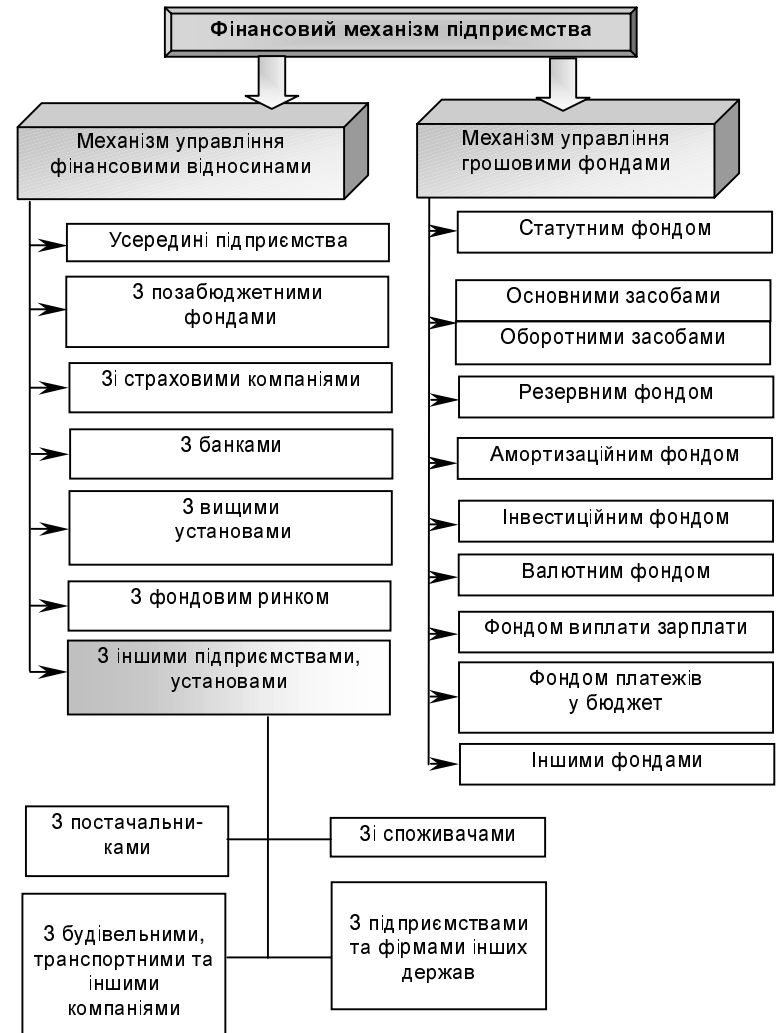 Фінансовий механізм підприємства
Механізм управління
фінансовими відносинами
Усередині підприємства
З позабюджетними
фондами
Зі страховими компаніями
З банками
З вищими
установами
З фондовим ринком
З іншими підприємствами,
установами
Механізм управління
грошовими фондами
Статутним фондом
Основними засобами
Оборотними засобами
Резервним фондом
Амортизаційним фондом
Інвестиційним фондом
Валютним фондом
Фондом виплати зарплати
Фондом платежів
у бюджет
Іншими фондами
З постачальни-
ками
Зі споживачами
З будівельними,
транспортними та
іншими
компаніями
З підприємствами
та фірмами інших
держав